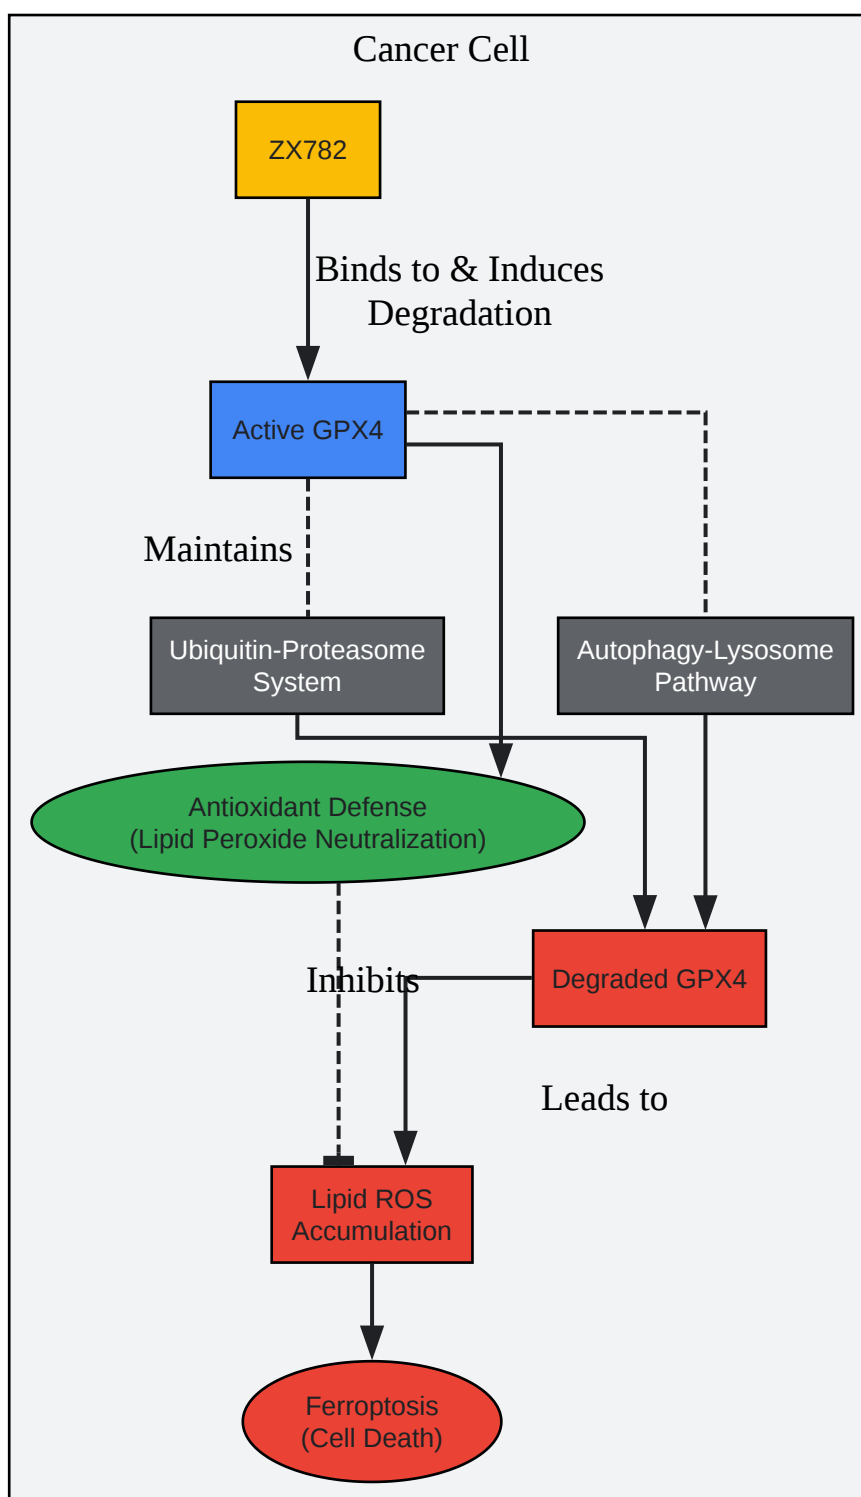 Cancer Cell
ZX782
Binds to & Induces
Degradation
Active GPX4
Maintains
Ubiquitin-Proteasome
System
Autophagy-Lysosome
Pathway
Antioxidant Defense
(Lipid Peroxide Neutralization)
Inhibits
Degraded GPX4
Leads to
Lipid ROS
Accumulation
Ferroptosis
(Cell Death)